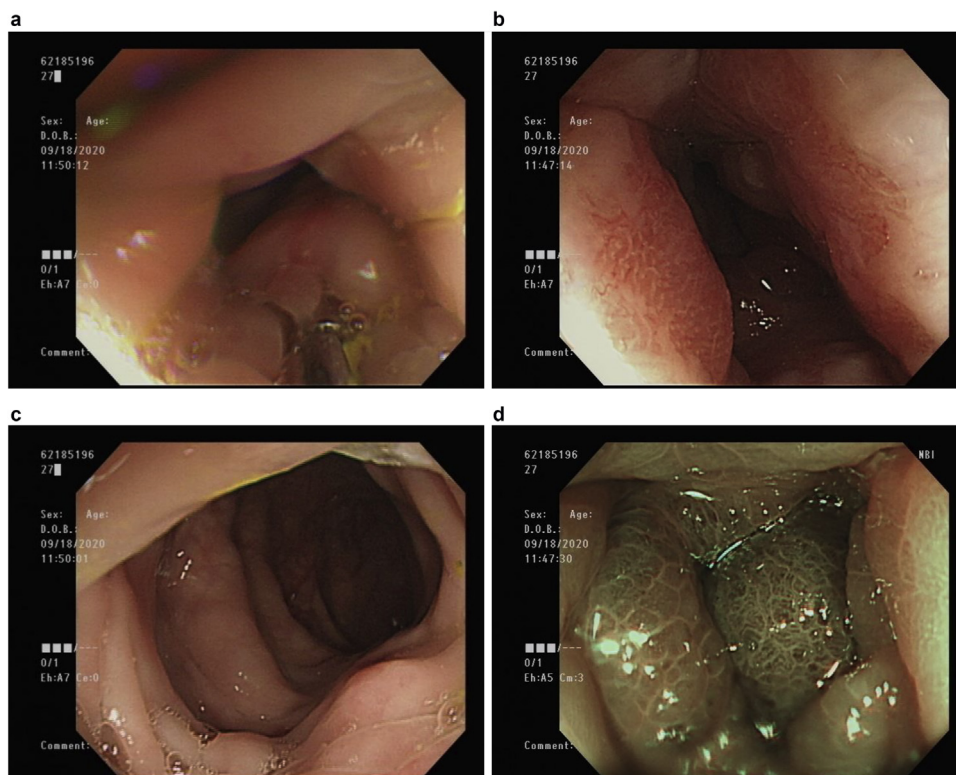 a
62185196
27
Sex: Age:
D.O.B.:
09/18/2020
11:50:12
■■■/---
0/1
Eh:A7 Ce:0
Comment:
b
62185196
27
Sex: Age:
D.O.B.:
09/18/2020
11:47:14
■■■/---
0/1
Eh:A7
Comment:
c
62185196
27
Sex: Age:
D.O.B.:
09/18/2020
11:50:01
■■■/---
0/1
Eh:A7 Ce:0
Comment:
d
62185196
27
NBI
Sex: Age:
D.O.B.:
09/18/2020
11:47:30
■■■/---
0/1
Eh:A5 Cm:3
Comment: